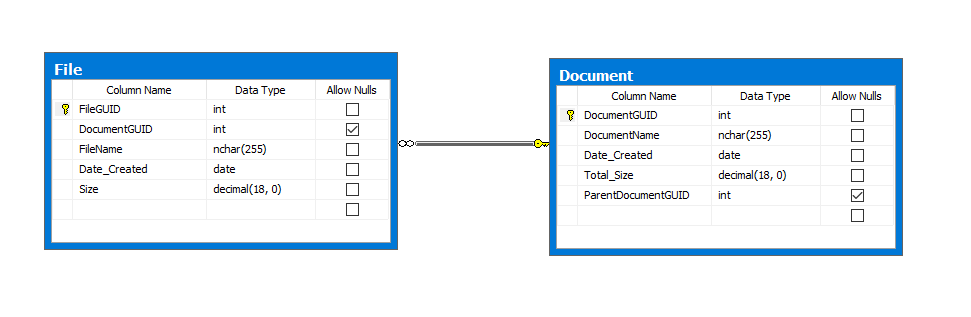 File
Column Name Data Type Allow Nulls
FileGUID int
DocumentGUID int
FileName nchar(255)
Date_Created date
Size decimal(18, 0)
Document
Column Name Data Type Allow Nulls
DocumentGUID int
DocumentName nchar(255)
Date_Created date
Total_Size decimal(18, 0)
ParentDocumentGUID int